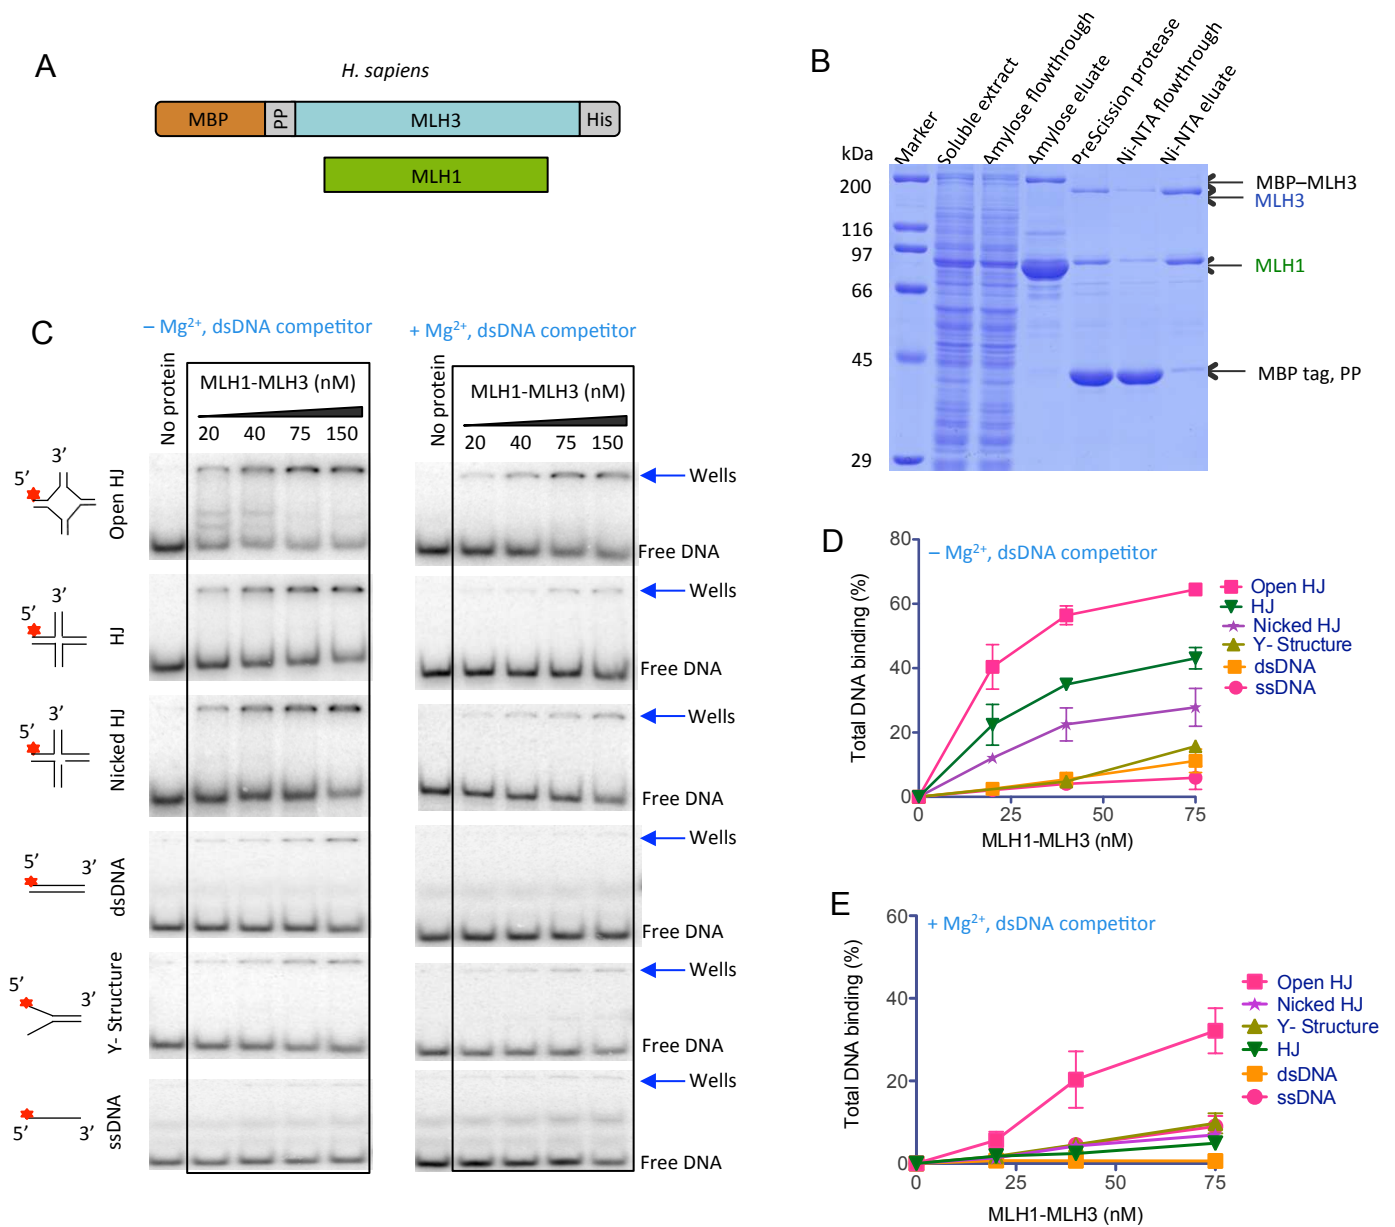 A
H. sapiens
MBP
PP
MLH3
His
MLH1
B
Marker
Soluble extract
Amylose flowthrough
Amylose eluate
PreScission protease
Ni-NTA flowthrough
Ni-NTA eluate
kDa
200
116
97
66
45
29
MBP–MLH3
MLH3
MLH1
MBP tag, PP
C
– Mg²⁺, dsDNA competitor
No protein
MLH1-MLH3 (nM)
20 40 75 150
+ Mg²⁺, dsDNA competitor
No protein
MLH1-MLH3 (nM)
20 40 75 150
3’
5’
Open HJ
Wells
Free DNA
3’
5’
HJ
Wells
Free DNA
3’
5’
Nicked HJ
Wells
Free DNA
5’ 3’
dsDNA
Wells
Free DNA
5’ 3’
Y- Structure
Wells
Free DNA
5’ 3’
ssDNA
Wells
Free DNA
D
– Mg²⁺, dsDNA competitor
Total DNA binding (%)
80
60
40
20
0
0 25 50 75
MLH1-MLH3 (nM)
Open HJ
HJ
Nicked HJ
Y- Structure
dsDNA
ssDNA
E
+ Mg²⁺, dsDNA competitor
Total DNA binding (%)
60
40
20
0
0 25 50 75
MLH1-MLH3 (nM)
Open HJ
Nicked HJ
Y- Structure
HJ
dsDNA
ssDNA